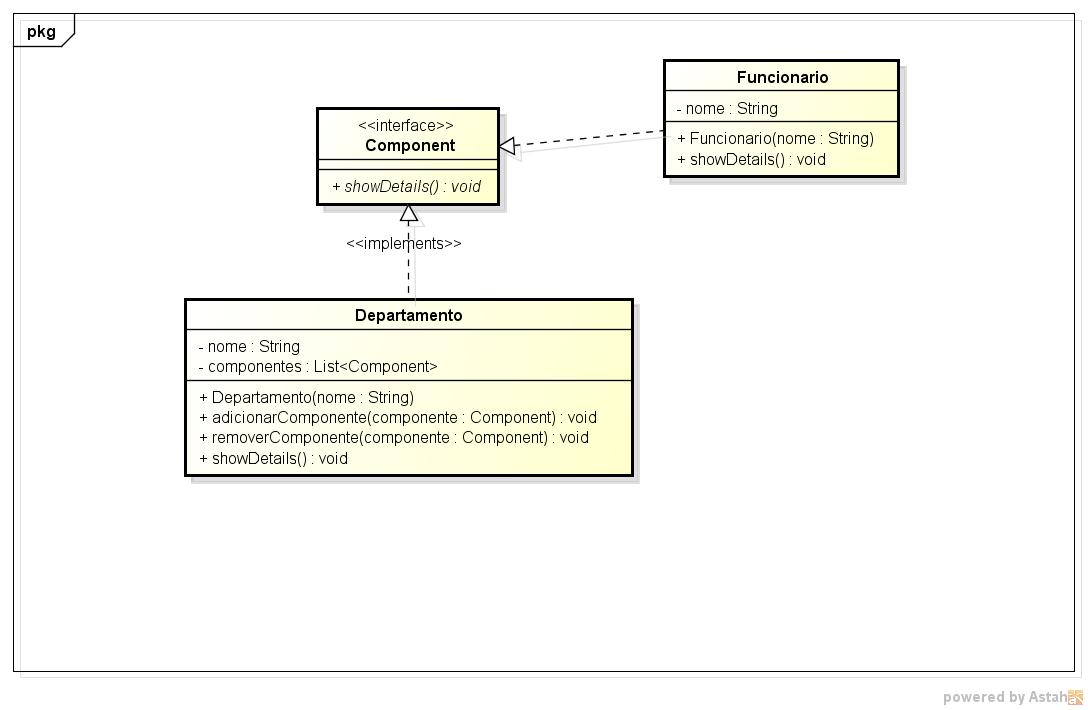 pkg
Funcionario
- nome : String
+ Funcionario(nome : String)
+ showDetails() : void
<<interface>>
Component
+ showDetails() : void
<<implements>>
Departamento
- nome : String
- componentes : List<Component>
+ Departamento(nome : String)
+ adicionarComponente(componente : Component) : void
+ removerComponente(componente : Component) : void
+ showDetails() : void
powered by Astah